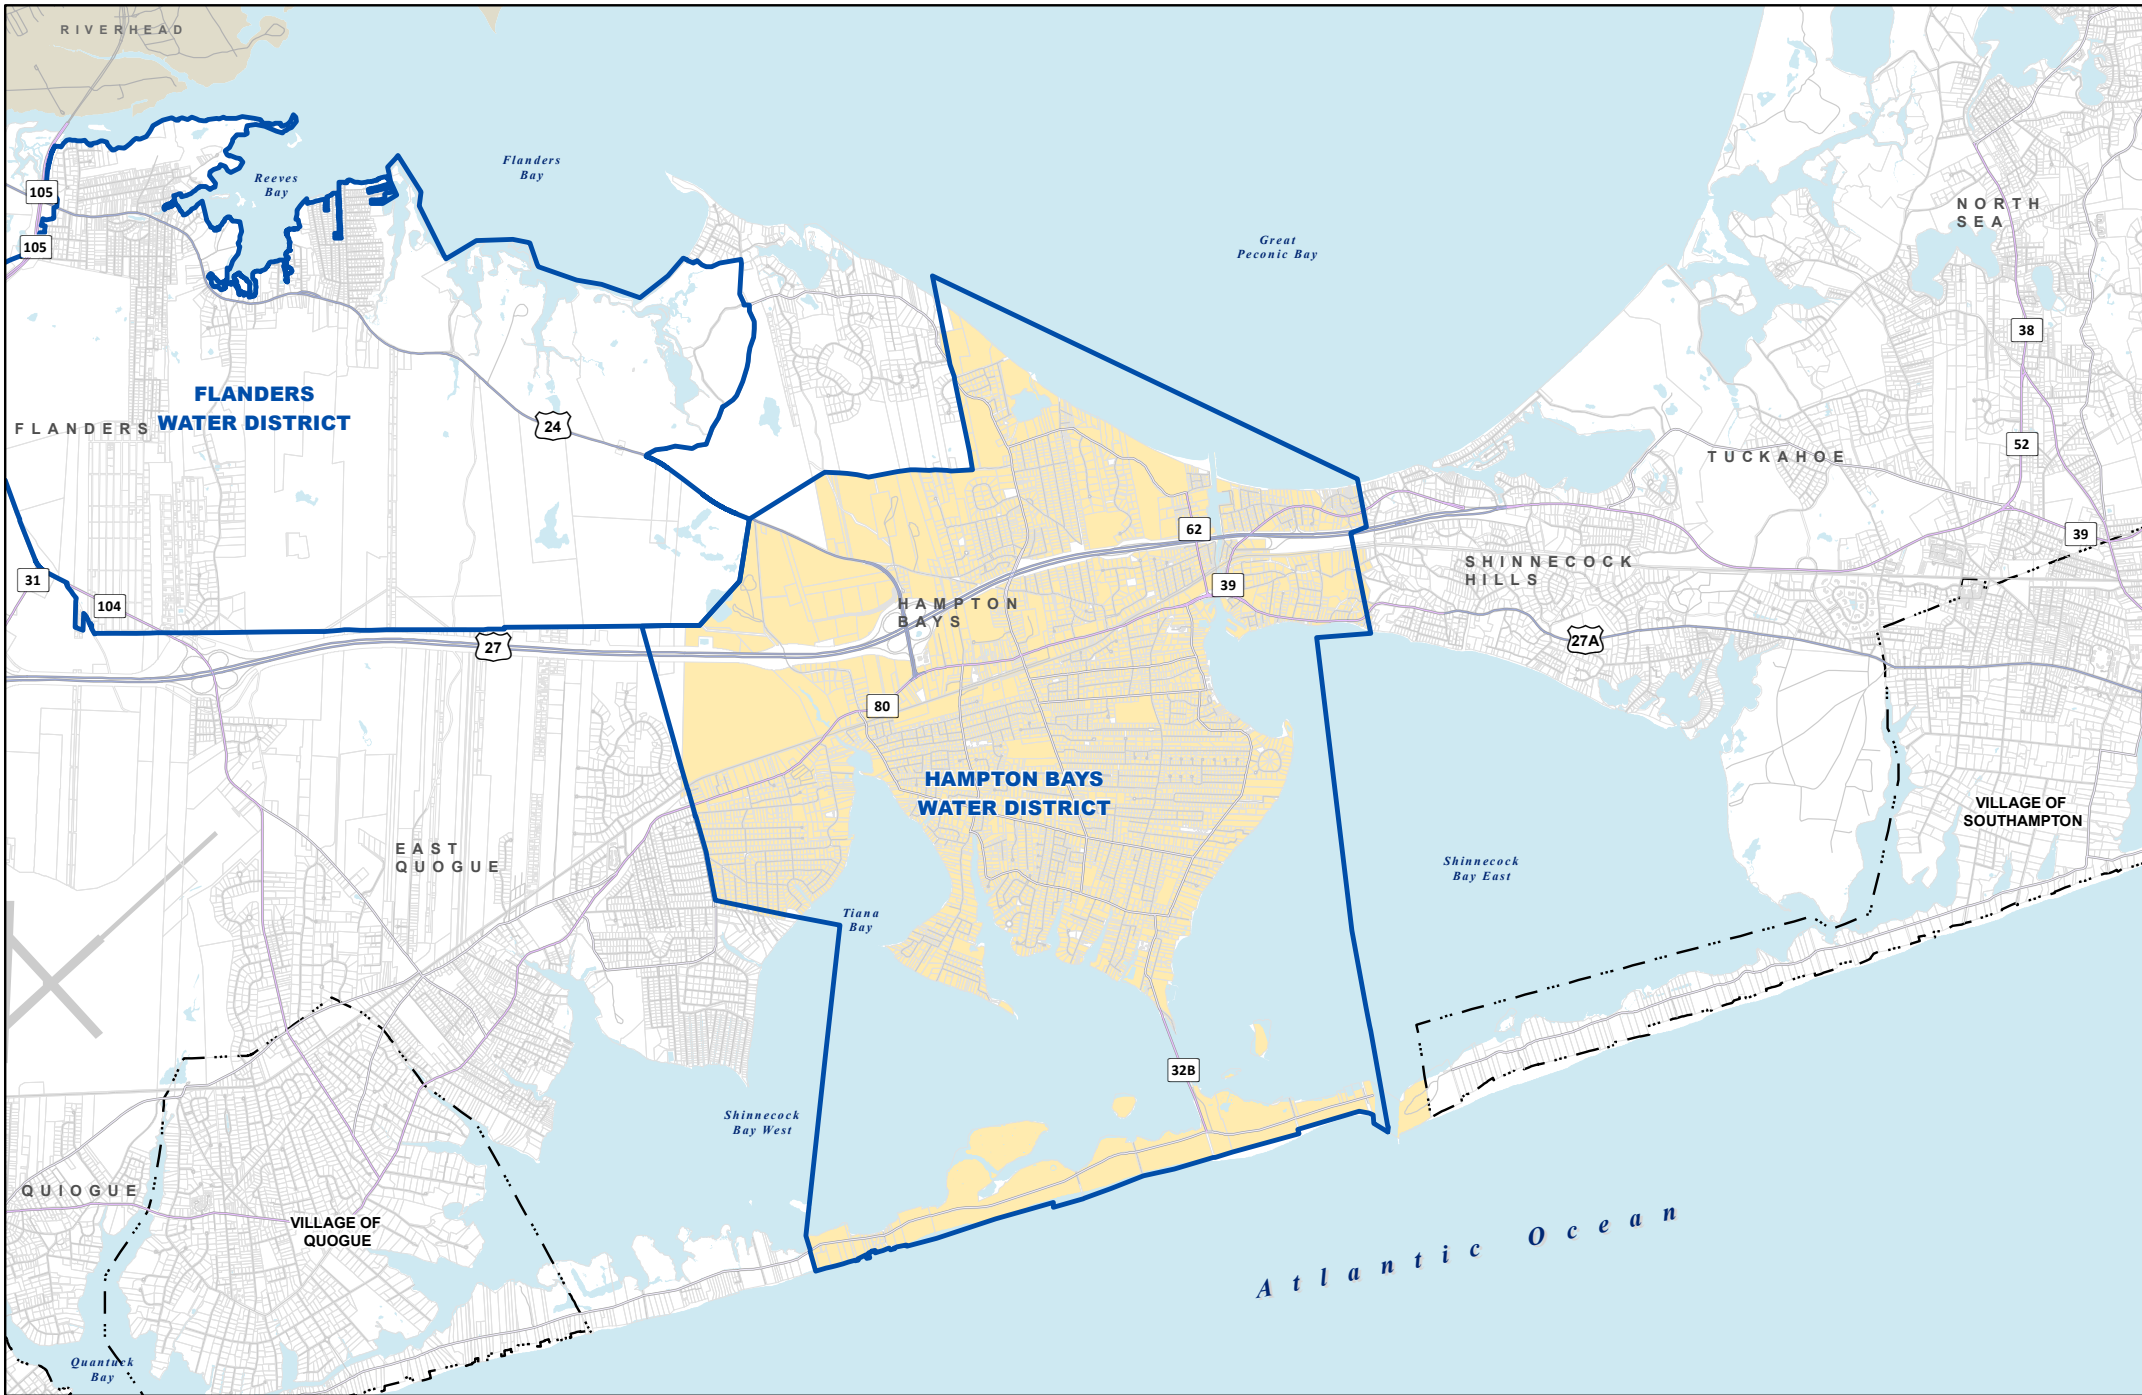 RIVERHEAD
Flanders
Bay
Reeves
Bay
105
105
NORTH
SEA
Great
Peconic Bay
38
FLANDERS
WATER DISTRICT
FLANDERS
24
52
TUCKAHOE
62
39
SHINNECOCK
HILLS
31
104
39
HAMPTON
BAYS
27
27A
80
HAMPTON BAYS
WATER DISTRICT
VILLAGE OF
SOUTHAMPTON
EAST
QUOGUE
Shinnecock
Bay East
Tiana
Bay
32B
Shinnecock
Bay West
QUIOGUE
VILLAGE OF
QUOGUE
Atlantic Ocean
Quantuck
Bay